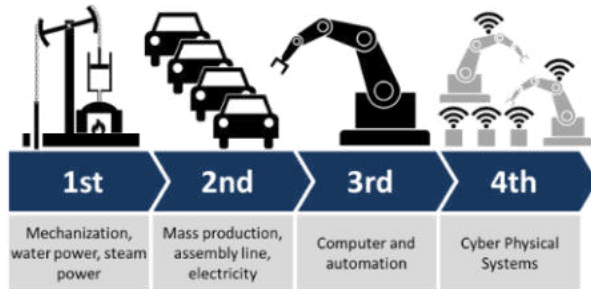 1st
2nd
3rd
4th
Mechanization,
water power, steam
power
Mass production,
assembly line,
electricity
Computer and
automation
Cyber Physical
Systems